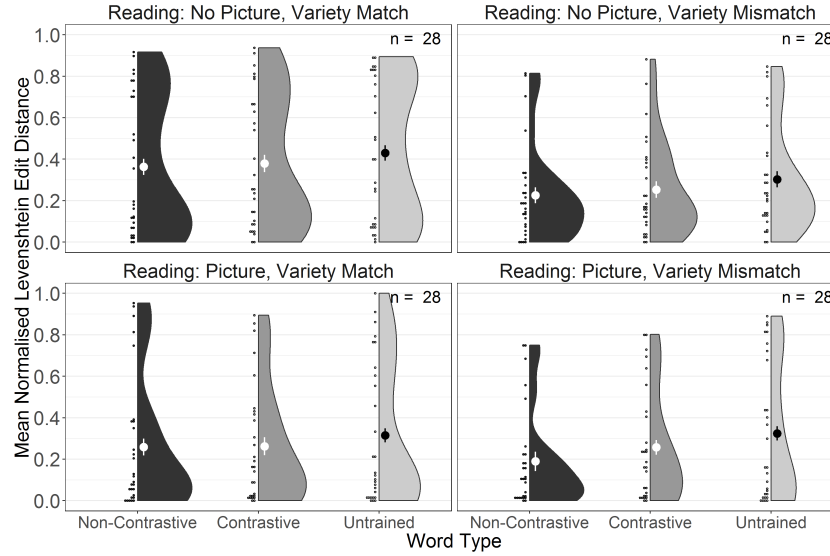 Reading: No Picture, Variety Match
Reading: No Picture, Variety Mismatch
n = 28
n = 28
1.0
0.8
0.6
0.4
0.2
0.0
Reading: Picture, Variety Match
Reading: Picture, Variety Mismatch
n = 28
n = 28
1.0
0.8
0.6
0.4
0.2
0.0
Mean Normalised Levenshtein Edit Distance
Non-Contrastive Contrastive Untrained
Non-Contrastive Contrastive Untrained
Word Type